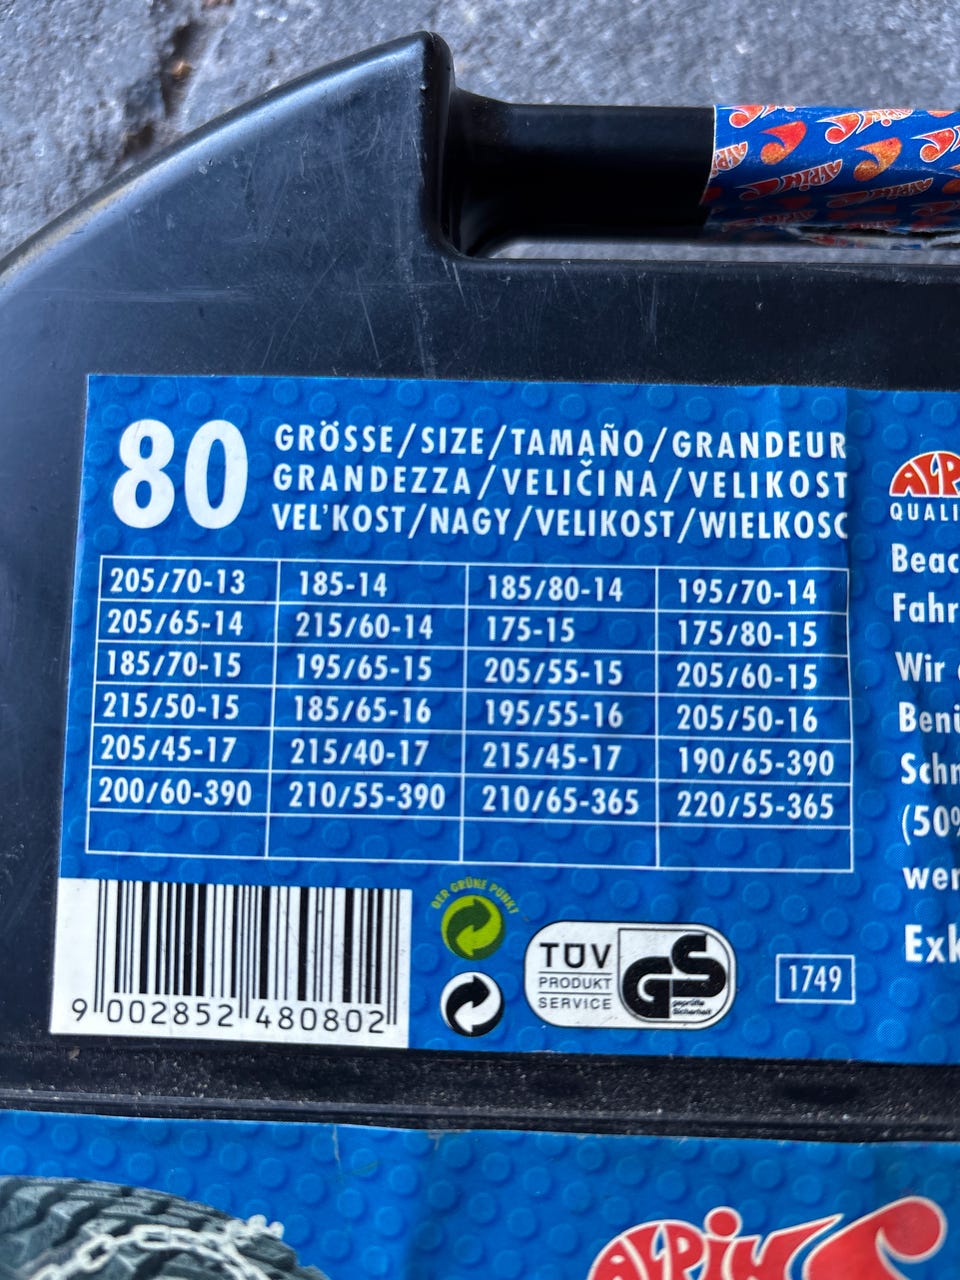 80
GRÖSSE/SIZE/TAMAÑO/GRANDEUR
GRANDEZZA/VELIČINA/VELIKOST
VEL'KOST/NAGY/VELIKOST/WIELKOSC
205/70-13 185-14 185/80-14 195/70-14
205/65-14 215/60-14 175-15 175/80-15
185/70-15 195/65-15 205/55-15 205/60-15
215/50-15 185/65-16 195/55-16 205/50-16
205/45-17 215/40-17 215/45-17 190/65-390
200/60-390 210/55-390 210/65-365 220/55-365
ALP
QUALI
Beac
Fahr
Wir
Benü
Schn
(50%
wer
Exk
DER GRÜNE PUNKT
TÜV
PRODUKT
SERVICE
GS
geprüfte
Sicherheit
1749
9 002852 480802
ALPIN